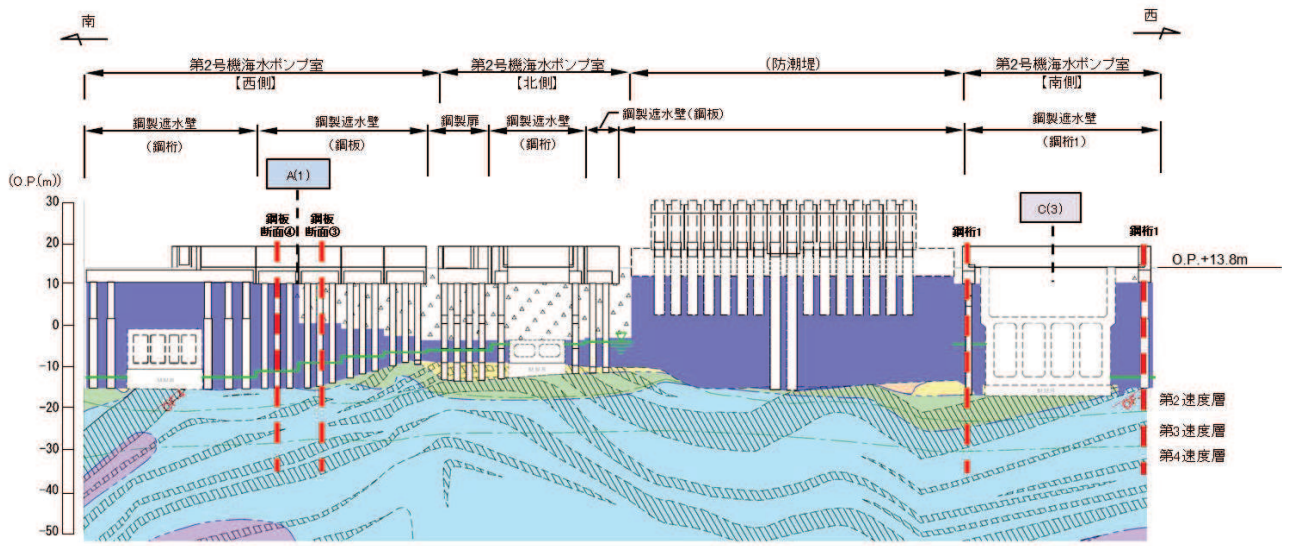 南
西
第2号機海水ポンプ室
【西側】
第2号機海水ポンプ室
【北側】
(防潮堤)
第2号機海水ポンプ室
【南側】
鋼製遮水壁
(鋼桁)
鋼製遮水壁
(鋼板)
鋼製扉
鋼製遮水壁
(鋼桁)
鋼製遮水壁(鋼板)
鋼製遮水壁
(鋼桁1)
A(1)
C(3)
(O.P.(m))
30
20
10
0
-10
-20
-30
-40
-50
鋼板
断面④
鋼板
断面③
鋼桁1
鋼桁1
O.P.+13.8m
OF
OF
第2速度層
第3速度層
第4速度層